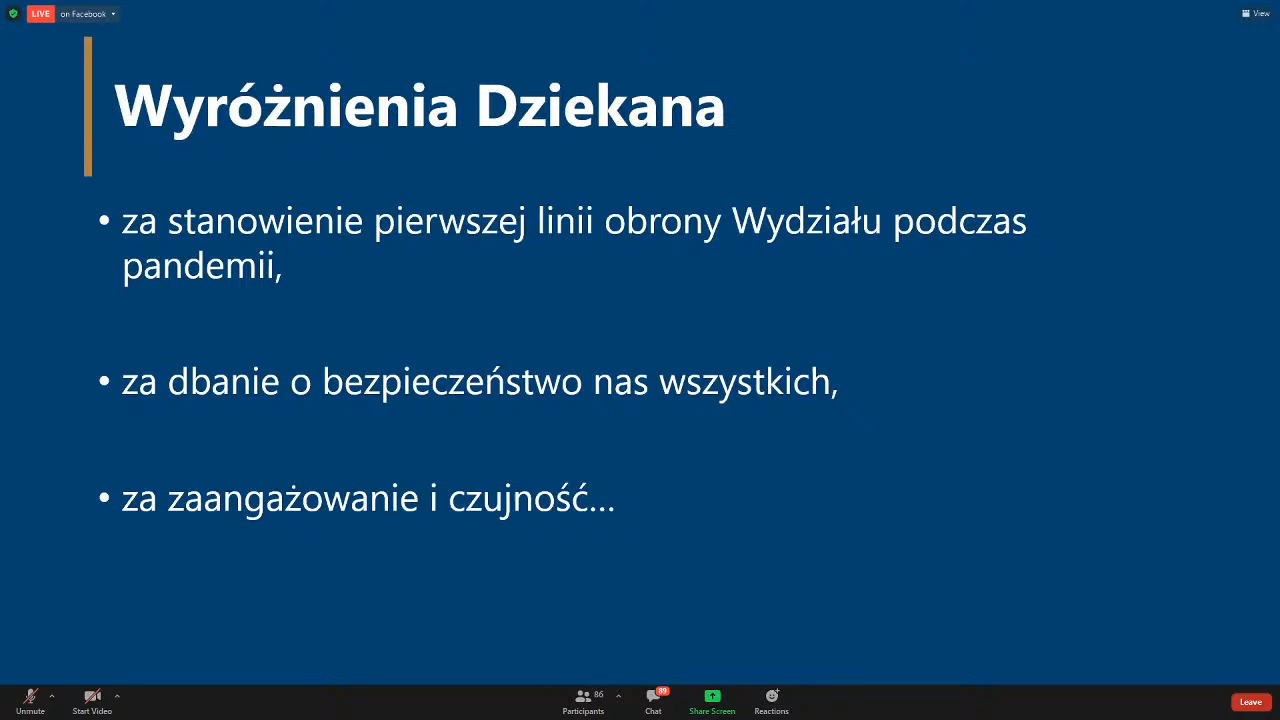 LIVE on Facebook
View
Wyróżnienia Dziekana
• za stanowienie pierwszej linii obrony Wydziału podczas
pandemii,
• za dbanie o bezpieczeństwo nas wszystkich,
• za zaangażowanie i czujność...
86 89
Unmute Start Video Participants Chat Share Screen Reactions Leave